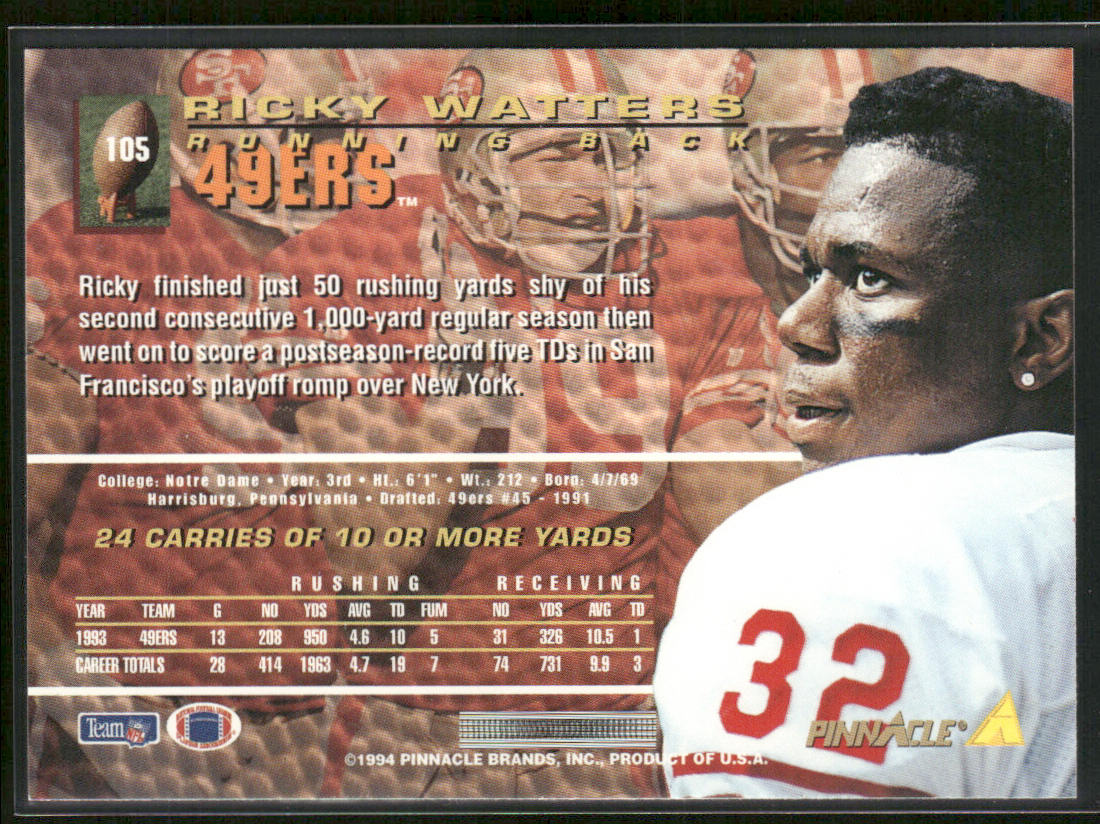 RICKY WATTERS
RUNNING BACK
105
49ERS™
Ricky finished just 50 rushing yards shy of his
second consecutive 1,000-yard regular season then
went on to score a postseason-record five TDs in San
Francisco's playoff romp over New York.
College: Notre Dame • Year: 3rd • Ht.: 6'1" • Wt.: 212 • Born: 4/7/69
Harrisburg, Pennsylvania • Drafted: 49ers #45 - 1991
24 CARRIES OF 10 OR MORE YARDS
RUSHING RECEIVING
YEAR TEAM G NO YDS AVG TD FUM NO YDS AVG TD
1993 49ERS 13 208 950 4.6 10 5 31 326 10.5 1
CAREER TOTALS 28 414 1963 4.7 19 7 74 731 9.9 3
32
Team NFL
PINNACLE®
©1994 PINNACLE BRANDS, INC., PRODUCT OF U.S.A.